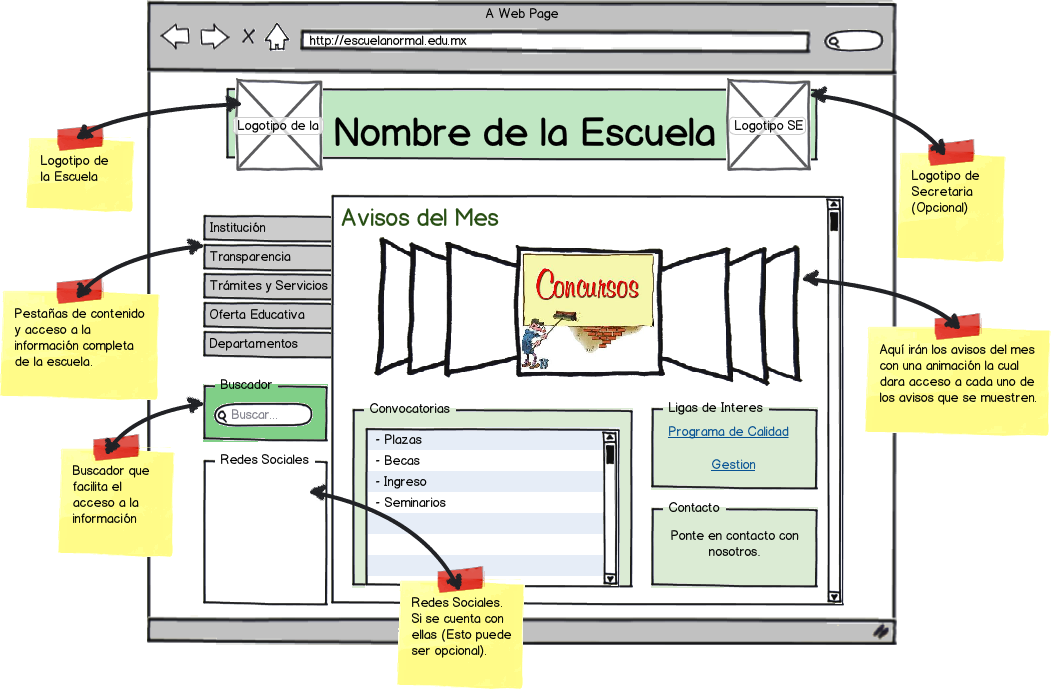 A Web Page
http://escuelanormal.edu.mx
Logotipo de la
Nombre de la Escuela
Logotipo SE
Logotipo de
la Escuela
Logotipo de
Secretaria
(Opcional)
Avisos del Mes
Institución
Transparencia
Trámites y Servicios
Oferta Educativa
Departamentos
Concursos
Pestañas de contenido
y acceso a la
información completa
de la escuela.
Aquí irán los avisos del mes
con una animación la cual
dara acceso a cada uno de
los avisos que se muestren.
Buscador
Buscar...
Buscador que
facilita el
acceso a la
información
Redes Sociales
Convocatorias
- Plazas
- Becas
- Ingreso
- Seminarios
Ligas de Interes
Programa de Calidad
Gestion
Contacto
Ponte en contacto con
nosotros.
Redes Sociales.
Si se cuenta con
ellas (Esto puede
ser opcional).